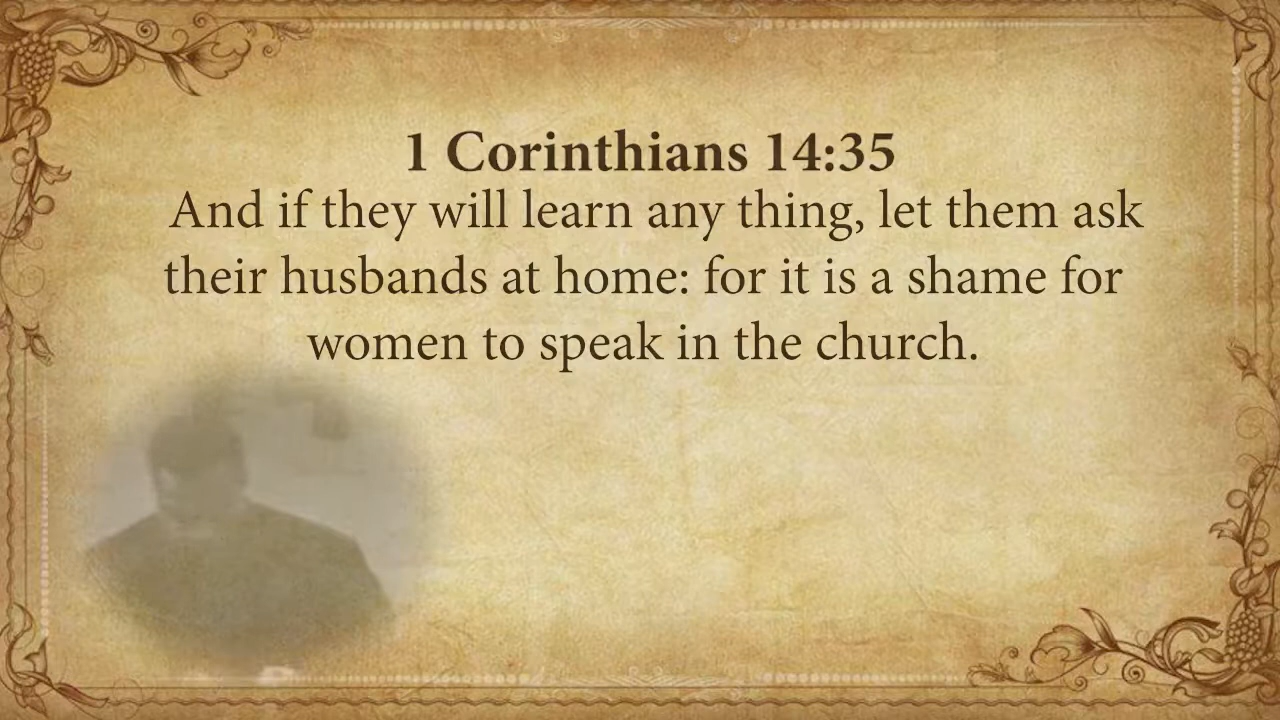 1 Corinthians 14:35
And if they will learn any thing, let them ask
their husbands at home: for it is a shame for
women to speak in the church.